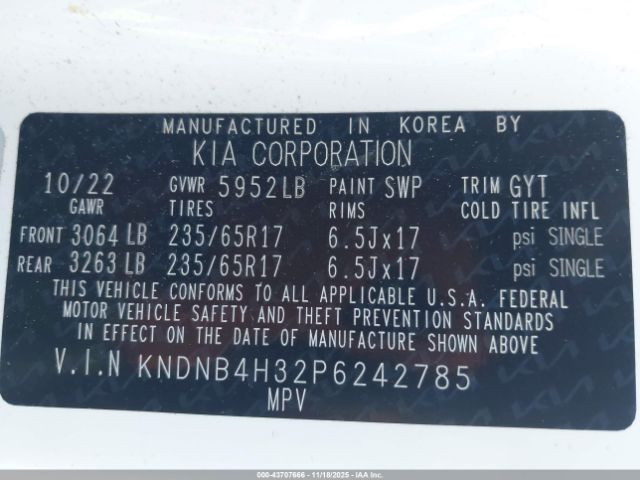 MANUFACTURED IN KOREA BY
KIA CORPORATION
10/22 GVWR 5952LB PAINT SWP TRIM GYT
GAWR TIRES RIMS COLD TIRE INFL
FRONT 3064 LB 235/65R17 6.5Jx17 psi SINGLE
REAR 3263 LB 235/65R17 6.5Jx17 psi SINGLE
THIS VEHICLE CONFORMS TO ALL APPLICABLE U.S.A. FEDERAL
MOTOR VEHICLE SAFETY AND THEFT PREVENTION STANDARDS
IN EFFECT ON THE DATE OF MANUFACTURE SHOWN ABOVE
V.I.N KNDNB4H32P6242785
MPV
000-43707666 - 11/18/2025 - IAAI.COM